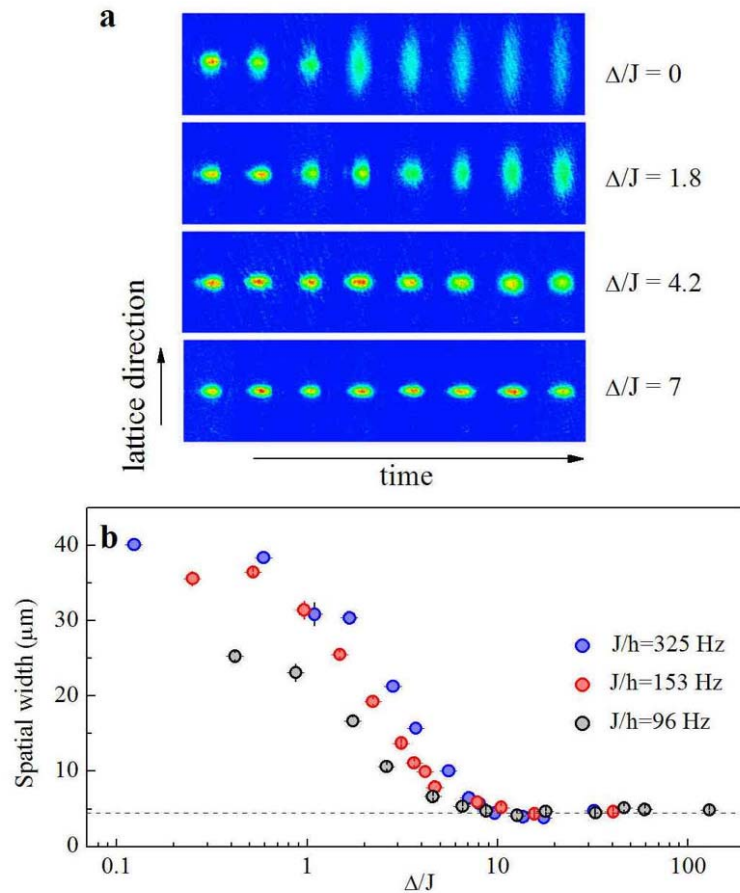 a
Δ/J = 0
Δ/J = 1.8
Δ/J = 4.2
Δ/J = 7
lattice direction
time
b
40
30
20
10
0
Spatial width (µm)
J/h=325 Hz
J/h=153 Hz
J/h=96 Hz
0.1 1 10 100
Δ/J